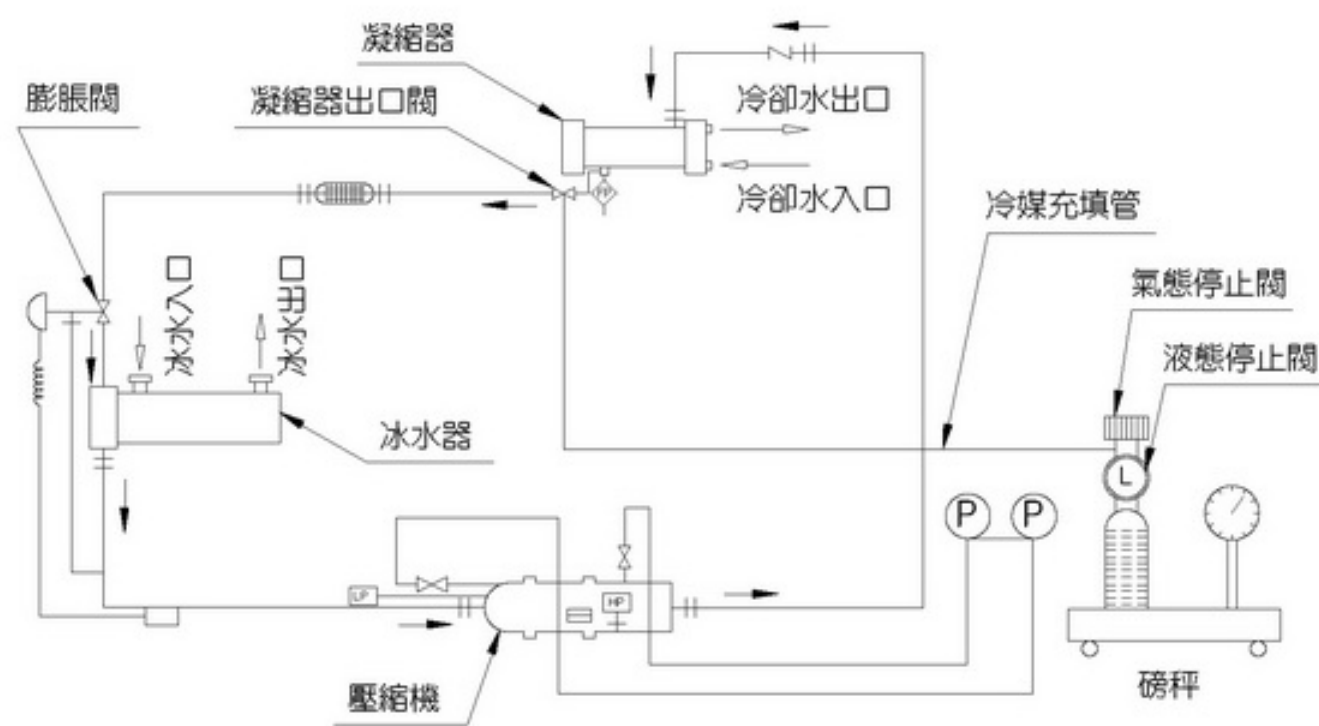 凝縮器
膨脹閥
凝縮器出口閥
冷卻水出口
冷卻水入口
冷媒充填管
氣態停止閥
液態停止閥
冰水入口
冰水出口
冰水器
L
P
P
LP
HP
壓縮機
磅秤